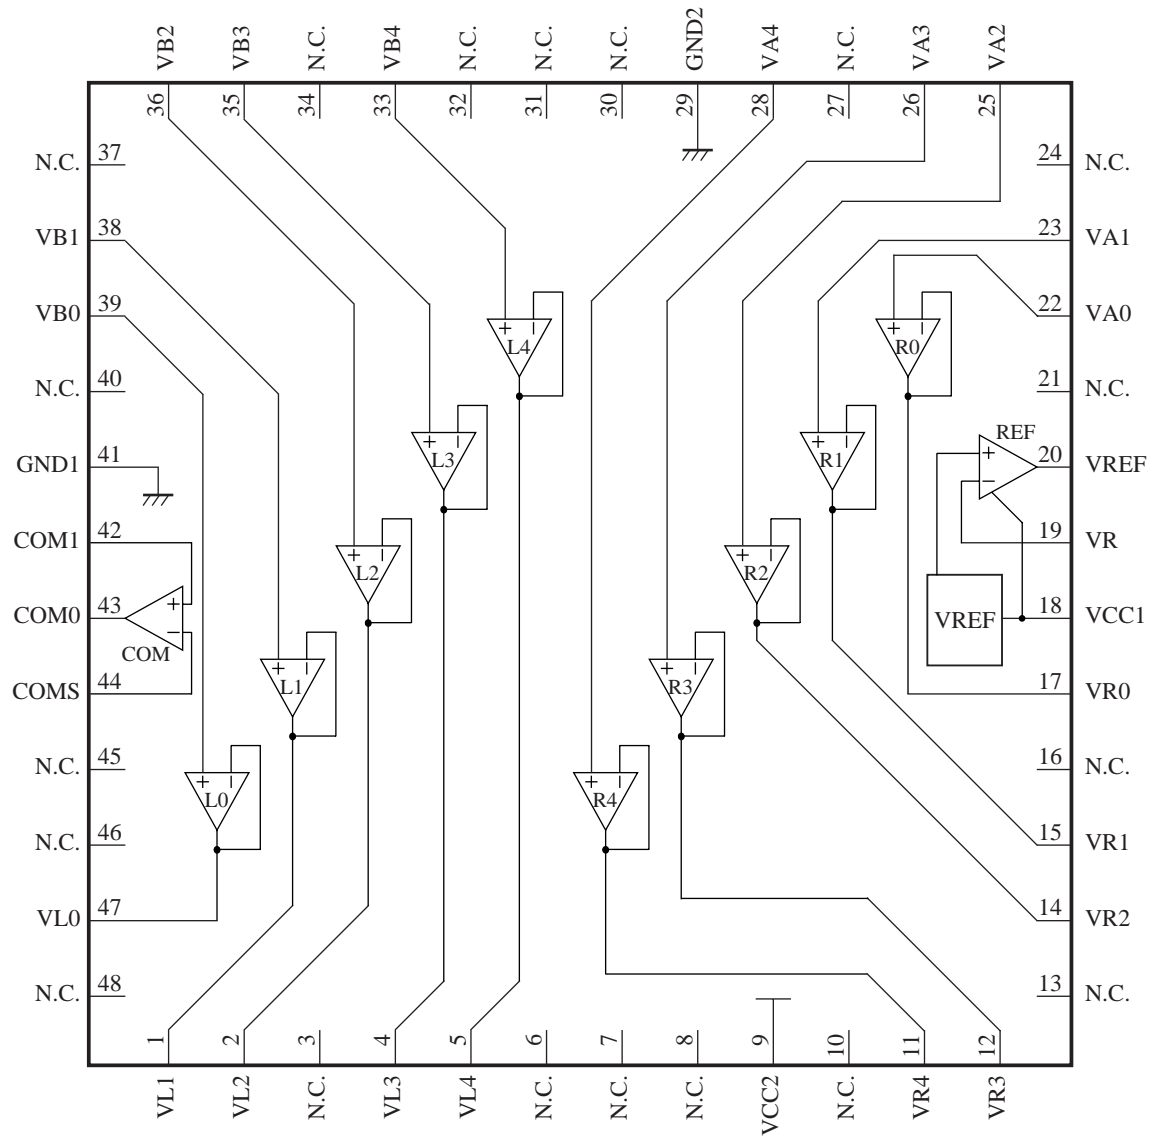 VB2 VB3 N.C. VB4 N.C. N.C. N.C. GND2 VA4 N.C. VA3 VA2
36 35 34 33 32 31 30 29 28 27 26 25
N.C. 37 24 N.C.
VB1 38 23 VA1
VB0 39 22 VA0
+ L4 + R0
N.C. 40 21 N.C.
REF
GND1 41 + L3 + R1 + − 20 VREF
COM1 42 19 VR
+ L2 + R2
COM0 43 + − COM VREF 18 VCC1
COMS 44 + L1 + R3 17 VR0
N.C. 45 16 N.C.
+ L0 + R4
N.C. 46 15 VR1
VL0 47 14 VR2
N.C. 48 13 N.C.
1 2 3 4 5 6 7 8 9 10 11 12
VL1 VL2 N.C. VL3 VL4 N.C. N.C. N.C. VCC2 N.C. VR4 VR3